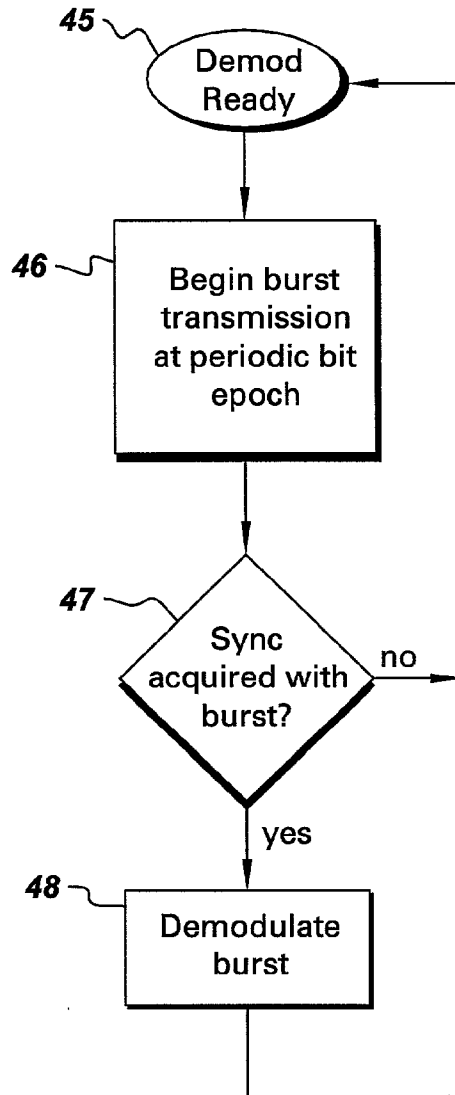 45
Demod
Ready
46
Begin burst
transmission
at periodic bit
epoch
47
Sync
acquired with
burst?
no
yes
48
Demodulate
burst